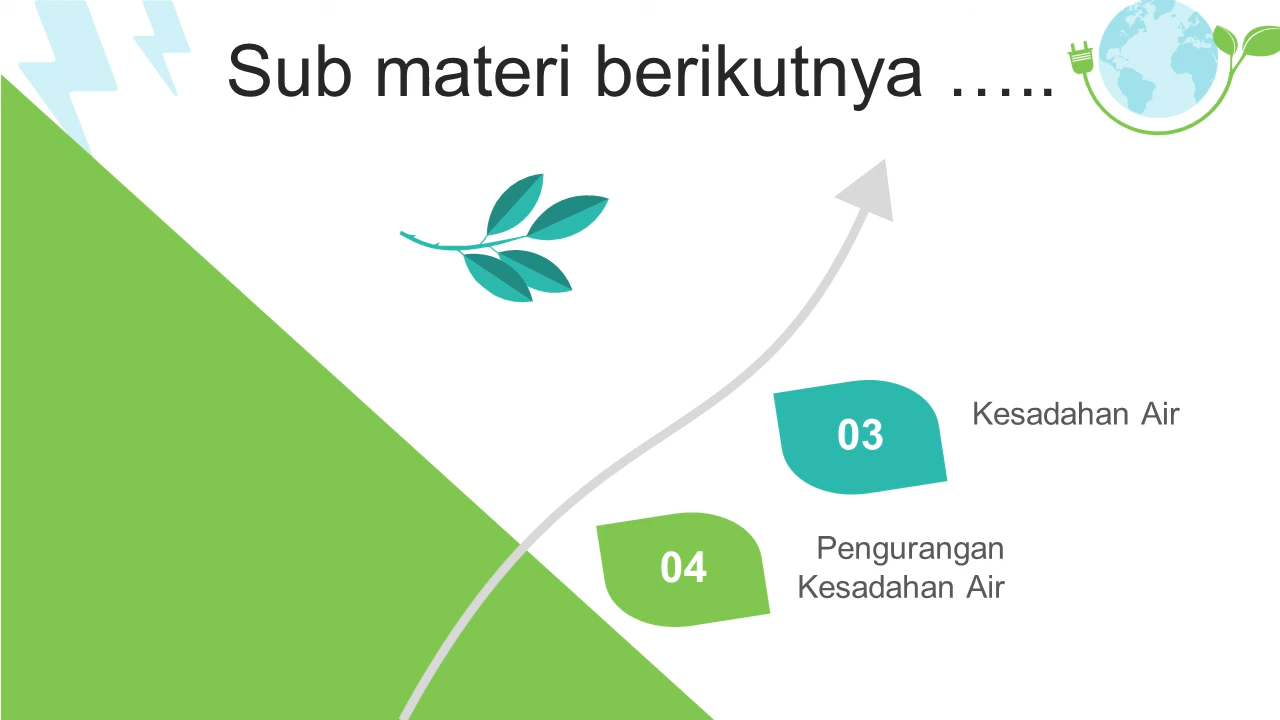 Sub materi berikutnya …..
03
Kesadahan Air
04
Pengurangan
Kesadahan Air